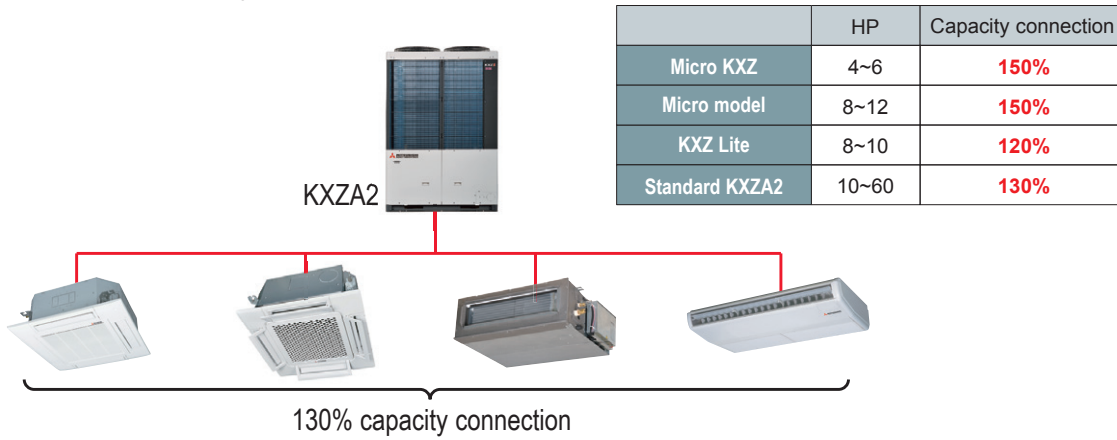 HP Capacity connection
Micro KXZ 4~6 150%
Micro model 8~12 150%
KXZ Lite 8~10 120%
Standard KXZA2 10~60 130%
KXZA2
130% capacity connection